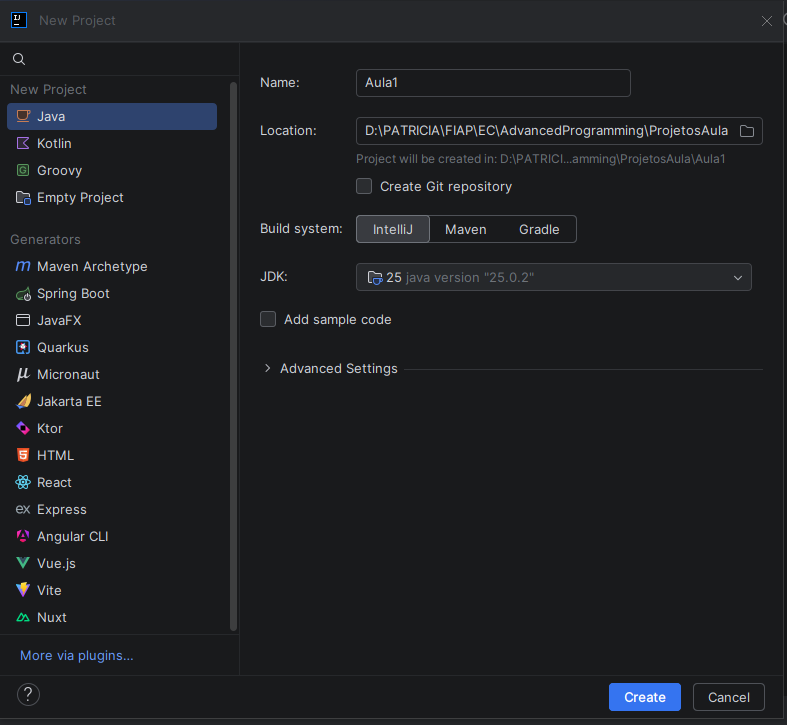 New Project
New Project
Java
Kotlin
Groovy
Empty Project
Generators
Maven Archetype
Spring Boot
JavaFX
Quarkus
Micronaut
Jakarta EE
Ktor
HTML
React
Express
Angular CLI
Vue.js
Vite
Nuxt
More via plugins...
Name: Aula1
Location: D:\PATRICIA\FIAP\EC\AdvancedProgramming\ProjetosAula
Project will be created in: D:\PATRICI...amming\ProjetosAula\Aula1
Create Git repository
Build system: IntelliJ Maven Gradle
JDK: 25 java version "25.0.2"
Add sample code
Advanced Settings
? Create Cancel